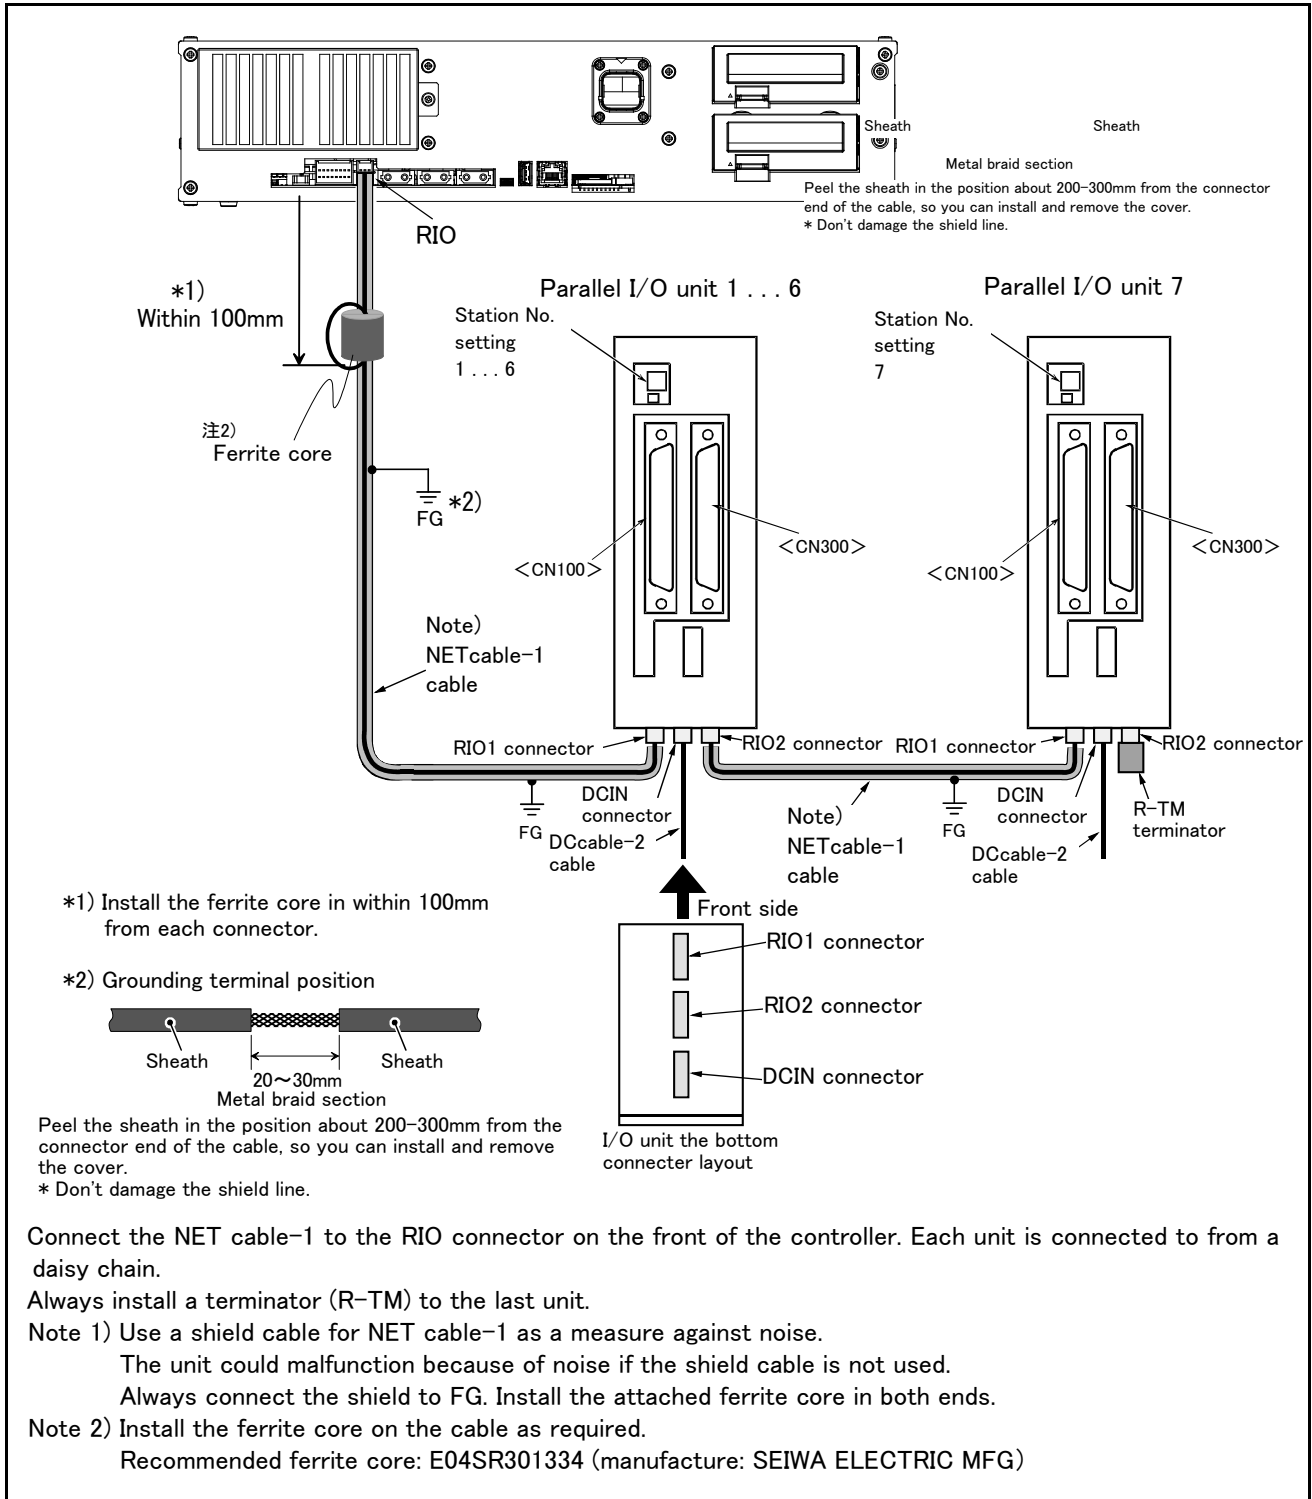 Sheath
Sheath
Metal braid section
Peel the sheath in the position about 200-300mm from the connector
end of the cable, so you can install and remove the cover.
* Don't damage the shield line.
RIO
*1)
Within 100mm
注2)
Ferrite core
FG
*2)
Parallel I/O unit 1 . . . 6
Station No.
setting
1 . . . 6
<CN100>
<CN300>
Parallel I/O unit 7
Station No.
setting
7
<CN100>
<CN300>
Note)
NETcable-1
cable
RIO1 connector
RIO2 connector
RIO1 connector
RIO2 connector
FG
DCIN
connector
DCcable-2
cable
Note)
NETcable-1
cable
FG
DCIN
connector
DCcable-2
cable
R-TM
terminator
*1) Install the ferrite core in within 100mm
from each connector.
*2) Grounding terminal position
Sheath
Sheath
20～30mm
Metal braid section
Peel the sheath in the position about 200-300mm from the
connector end of the cable, so you can install and remove
the cover.
* Don't damage the shield line.
Front side
RIO1 connector
RIO2 connector
DCIN connector
I/O unit the bottom
connecter layout
Connect the NET cable-1 to the RIO connector on the front of the controller. Each unit is connected to from a
daisy chain.
Always install a terminator (R-TM) to the last unit.
Note 1) Use a shield cable for NET cable-1 as a measure against noise.
The unit could malfunction because of noise if the shield cable is not used.
Always connect the shield to FG. Install the attached ferrite core in both ends.
Note 2) Install the ferrite core on the cable as required.
Recommended ferrite core: E04SR301334 (manufacture: SEIWA ELECTRIC MFG)